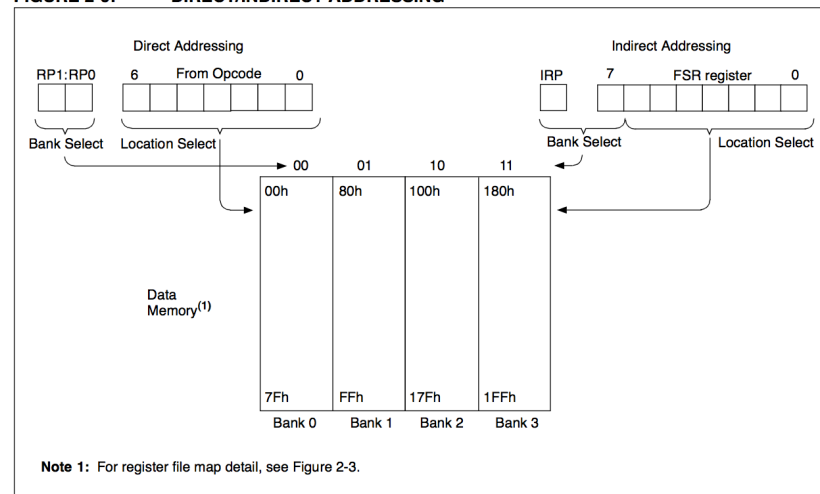 FIGURE 2-6: DIRECT/INDIRECT ADDRESSING
Direct Addressing
Indirect Addressing
RP1:RP0 6 From Opcode 0
IRP 7 FSR register 0
Bank Select Location Select
Bank Select Location Select
00 01 10 11
00h 80h 100h 180h
Data
Memory(1)
7Fh FFh 17Fh 1FFh
Bank 0 Bank 1 Bank 2 Bank 3
Note 1: For register file map detail, see Figure 2-3.